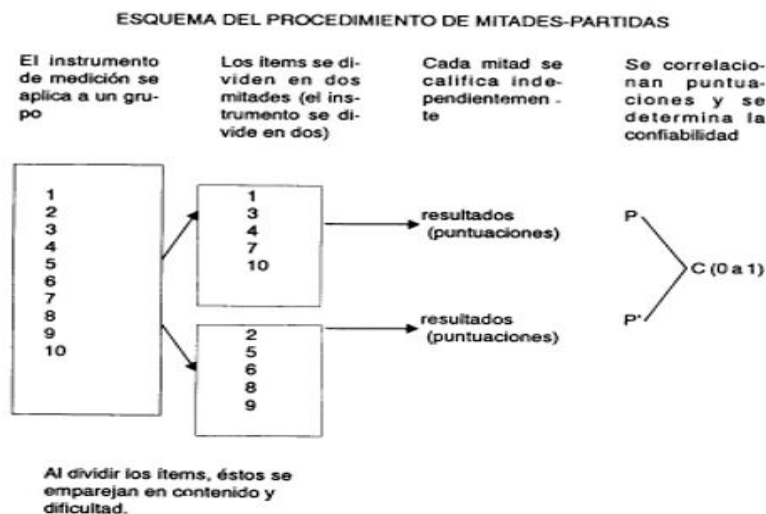 ESQUEMA DEL PROCEDIMIENTO DE MITADES-PARTIDAS
El instrumento
de medición se
aplica a un gru-
po
Los ítems se di-
viden en dos
mitades (el ins-
trumento se di-
vide en dos)
Cada mitad se
califica inde-
pendientemen -
te
Se correlacio-
nan puntua-
ciones y se
determina la
confiabilidad
1
2
3
4
5
6
7
8
9
10
1
3
4
7
10
2
5
6
8
9
resultados
(puntuaciones)
resultados
(puntuaciones)
P
P'
C (0 a 1)
Al dividir los ítems, éstos se
emparejan en contenido y
dificultad.